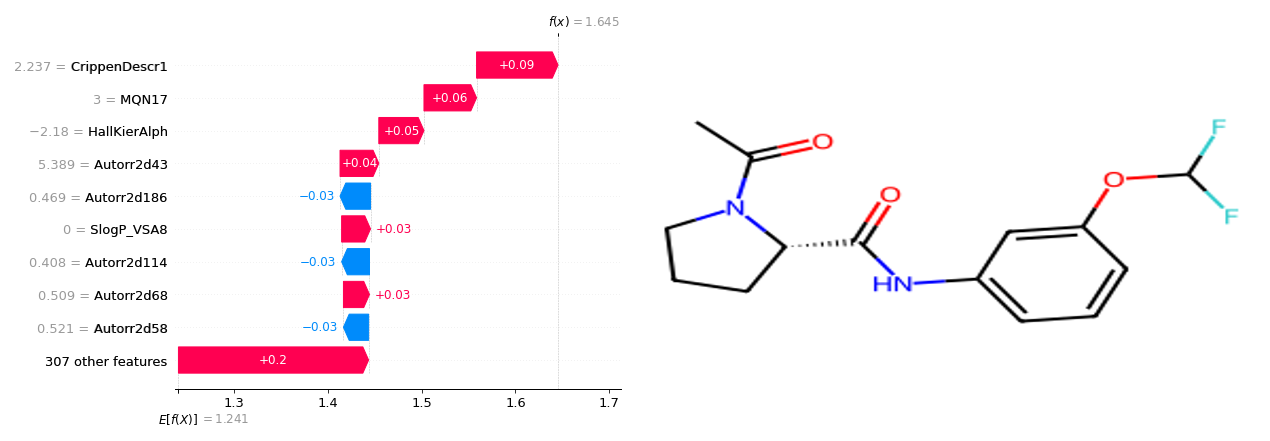 f(x) = 1.645
2.237 = CrippenDescr1
+0.09
3 = MQN17
+0.06
−2.18 = HallKierAlph
+0.05
5.389 = Autorr2d43
+0.04
0.469 = Autorr2d186
−0.03
0 = SlogP_VSA8
+0.03
0.408 = Autorr2d114
−0.03
0.509 = Autorr2d68
+0.03
0.521 = Autorr2d58
−0.03
307 other features
+0.2
1.3 1.4 1.5 1.6 1.7
E[f(X)] = 1.241
O
N
O
HN
O
F
F